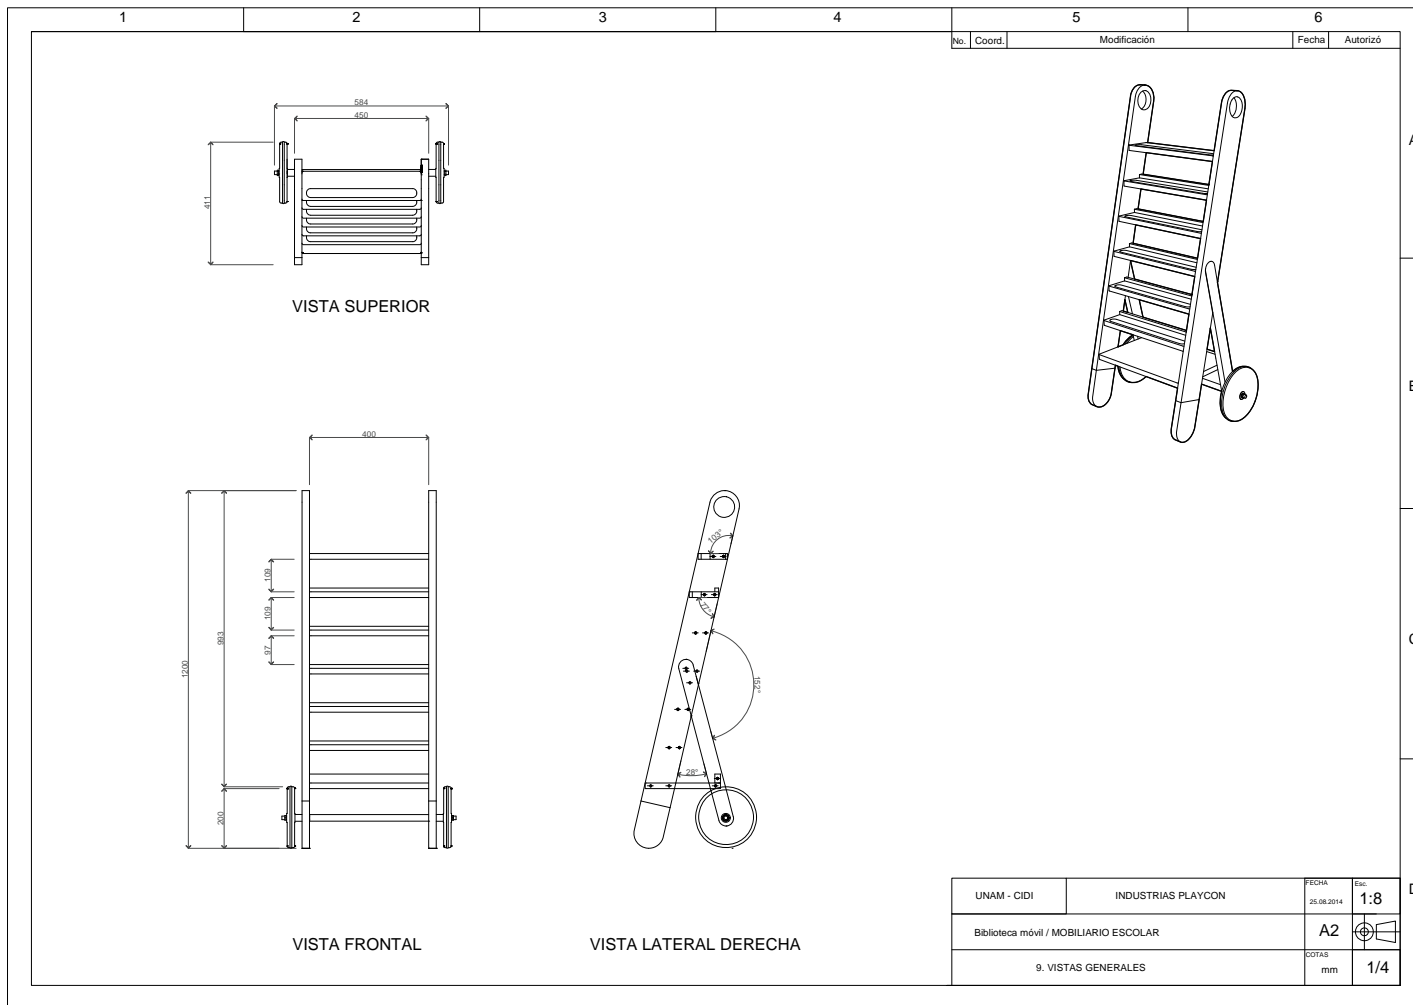 1 2 3 4 5 6
No. Coord. Modificación Fecha Autorizó
A
B
C
D
584
450
411
VISTA SUPERIOR
400
109
109
97
993
1200
200
VISTA FRONTAL
103°
77°
152°
28°
VISTA LATERAL DERECHA
UNAM - CIDI INDUSTRIAS PLAYCON FECHA 25.08.2014 Esc. 1:8
Biblioteca móvil / MOBILIARIO ESCOLAR A2
9. VISTAS GENERALES COTAS mm 1/4